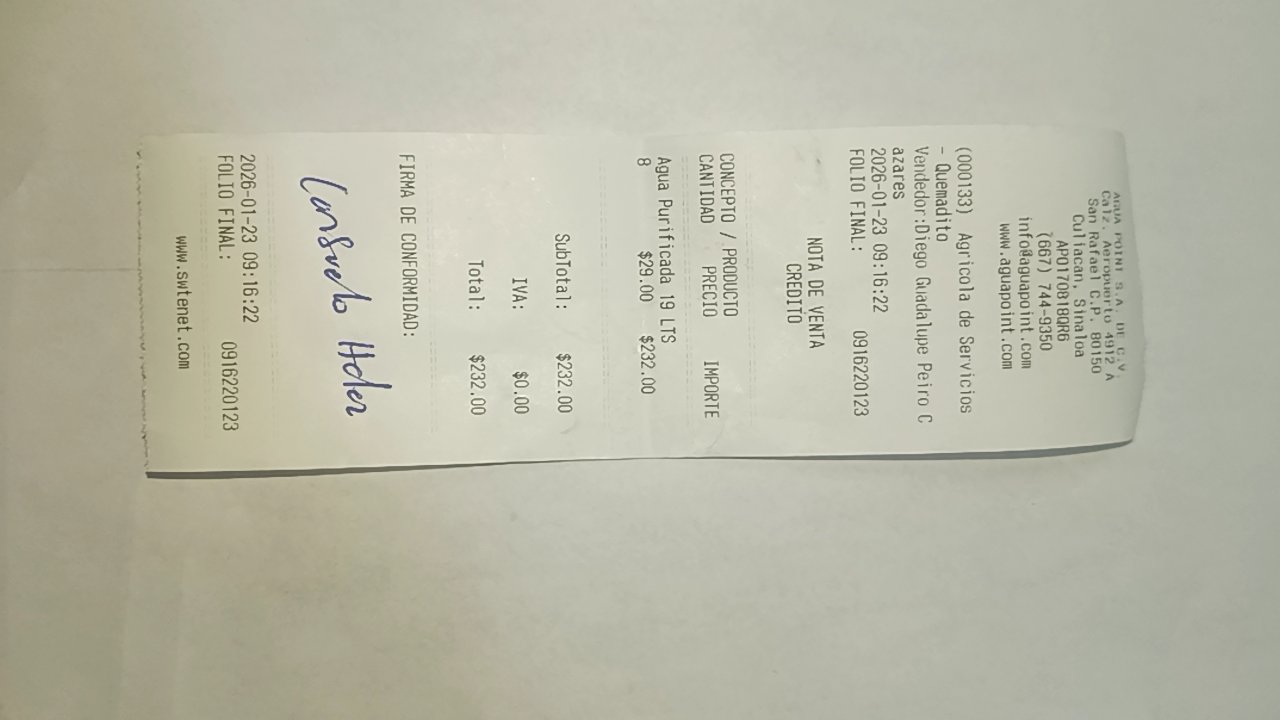 AGUA POINT S.A. DE C.V.
Calz. Aeropuerto 4912 A
San Rafael C.P. 80150
Culiacan, Sinaloa
APO170818QR6
(667) 744-9350
info@aguapoint.com
www.aguapoint.com
(000133) Agricola de Servicios
- Quemadito
Vendedor:Diego Guadalupe Peiro C
azares
2026-01-23 09:16:22
FOLIO FINAL: 0916220123
NOTA DE VENTA
CREDITO
CONCEPTO / PRODUCTO
CANTIDAD PRECIO IMPORTE
Agua Purificada 19 LTS
8 $29.00 $232.00
SubTotal: $232.00
IVA: $0.00
Total: $232.00
FIRMA DE CONFORMIDAD:
Consuelo
2026-01-23 09:16:22
FOLIO FINAL: 0916220123
www.swtenet.com